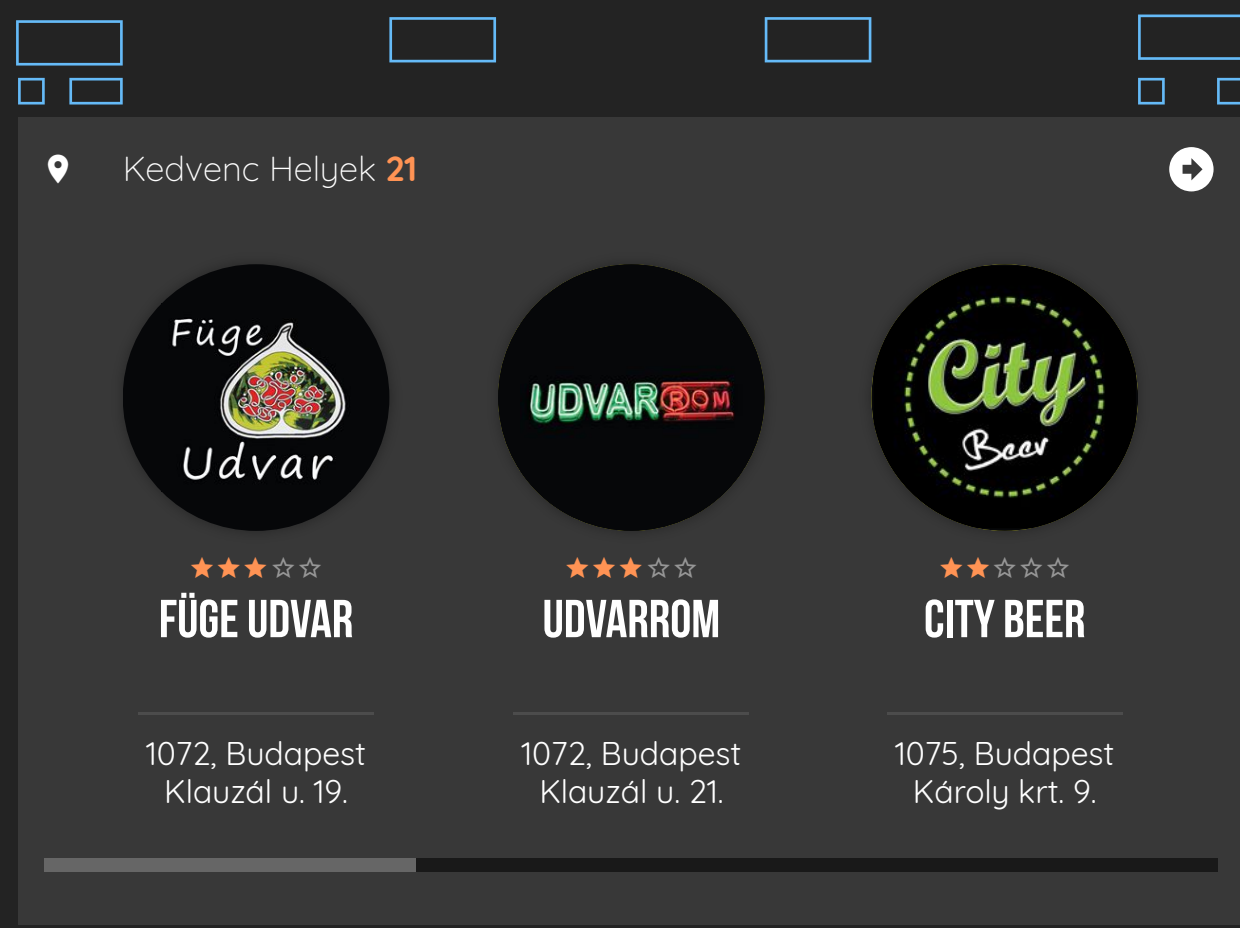 Kedvenc Helyek 21
Füge
Udvar
UDVARROM
City
Beer
FÜGE UDVAR
UDVARROM
CITY BEER
1072, Budapest
Klauzál u. 19.
1072, Budapest
Klauzál u. 21.
1075, Budapest
Károly krt. 9.